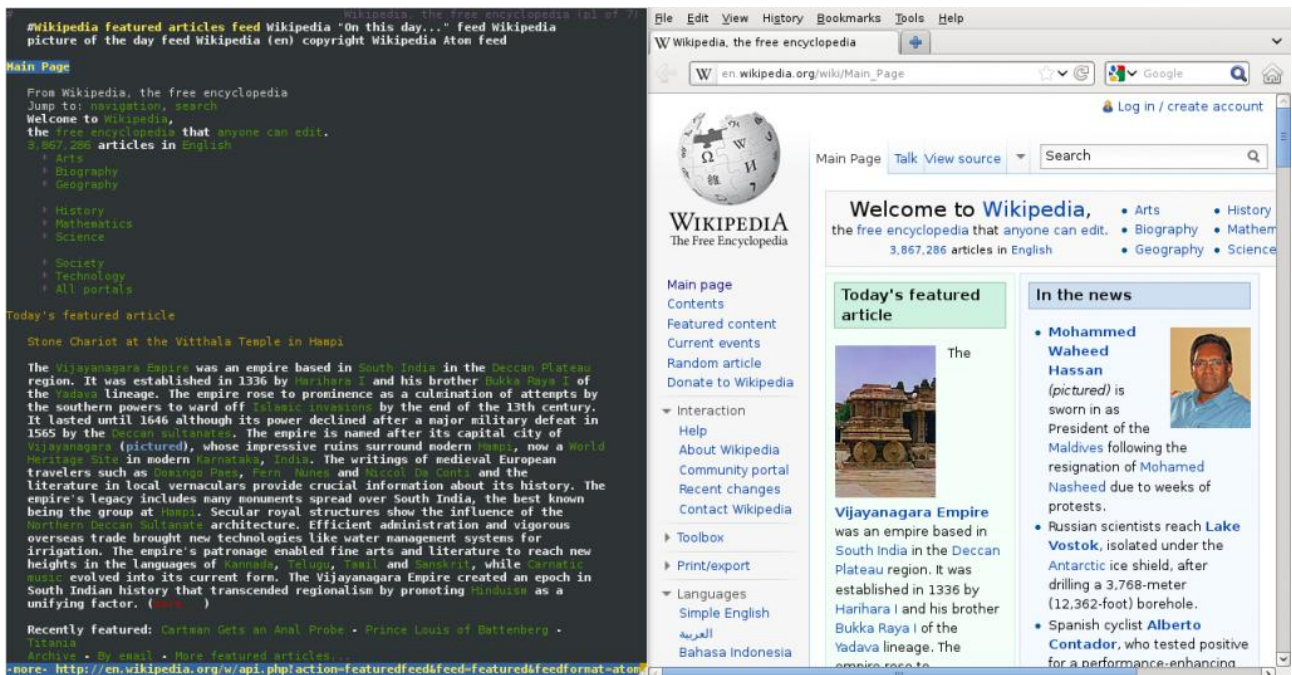 Wikipedia, the free encyclopedia (p1 of 7)
#Wikipedia featured articles feed Wikipedia "On this day..." feed Wikipedia
picture of the day feed Wikipedia (en) copyright Wikipedia Atom feed
Main Page
From Wikipedia, the free encyclopedia
Jump to: navigation, search
Welcome to Wikipedia,
the free encyclopedia that anyone can edit.
3,867,286 articles in English
* Arts
* Biography
* Geography
* History
* Mathematics
* Science
* Society
* Technology
* All portals
Today's featured article
Stone Chariot at the Vitthala Temple in Hampi
The Vijayanagara Empire was an empire based in South India in the Deccan Plateau
region. It was established in 1336 by Harihara I and his brother Bukka Raya I of
the Yadava lineage. The empire rose to prominence as a culmination of attempts by
the southern powers to ward off Islamic invasions by the end of the 13th century.
It lasted until 1646 although its power declined after a major military defeat in
1565 by the Deccan sultanates. The empire is named after its capital city of
Vijayanagara (pictured), whose impressive ruins surround modern Hampi, now a World
Heritage Site in modern Karnataka, India. The writings of medieval European
travelers such as Domingo Paes, Fern Nunes and Niccol Da Conti and the
literature in local vernaculars provide crucial information about its history. The
empire's legacy includes many monuments spread over South India, the best known
being the group at Hampi. Secular royal structures show the influence of the
Northern Deccan Sultanate architecture. Efficient administration and vigorous
overseas trade brought new technologies like water management systems for
irrigation. The empire's patronage enabled fine arts and literature to reach new
heights in the languages of Kannada, Telugu, Tamil and Sanskrit, while Carnatic
music evolved into its current form. The Vijayanagara Empire created an epoch in
South Indian history that transcended regionalism by promoting Hinduism as a
unifying factor. (more...)
Recently featured: Cartman Gets an Anal Probe - Prince Louis of Battenberg -
Titania
Archive - By email - More featured articles...
-more- http://en.wikipedia.org/w/api.php?action=featuredfeed&feed=featured&feedformat=atom
File Edit View History Bookmarks Tools Help
W Wikipedia, the free encyclopedia
W en.wikipedia.org/wiki/Main_Page
Google
Log in / create account
Main Page Talk View source
Search
Ω W И
WIKIPEDIA
The Free Encyclopedia
Main page
Contents
Featured content
Current events
Random article
Donate to Wikipedia
Interaction
Help
About Wikipedia
Community portal
Recent changes
Contact Wikipedia
Toolbox
Print/export
Languages
Simple English
العربية
Bahasa Indonesia
Welcome to Wikipedia,
the free encyclopedia that anyone can edit.
3,867,286 articles in English
• Arts • History
• Biography • Mathem
• Geography • Science
Today's featured
article
The
Vijayanagara Empire
was an empire based in
South India in the Deccan
Plateau region. It was
established in 1336 by
Harihara I and his brother
Bukka Raya I of the
Yadava lineage. The
empire rose to
In the news
• Mohammed
Waheed
Hassan
(pictured) is
sworn in as
President of the
Maldives following the
resignation of Mohamed
Nasheed due to weeks of
protests.
• Russian scientists reach Lake
Vostok, isolated under the
Antarctic ice shield, after
drilling a 3,768-meter
(12,362-foot) borehole.
• Spanish cyclist Alberto
Contador, who tested positive
for a performance-enhancing